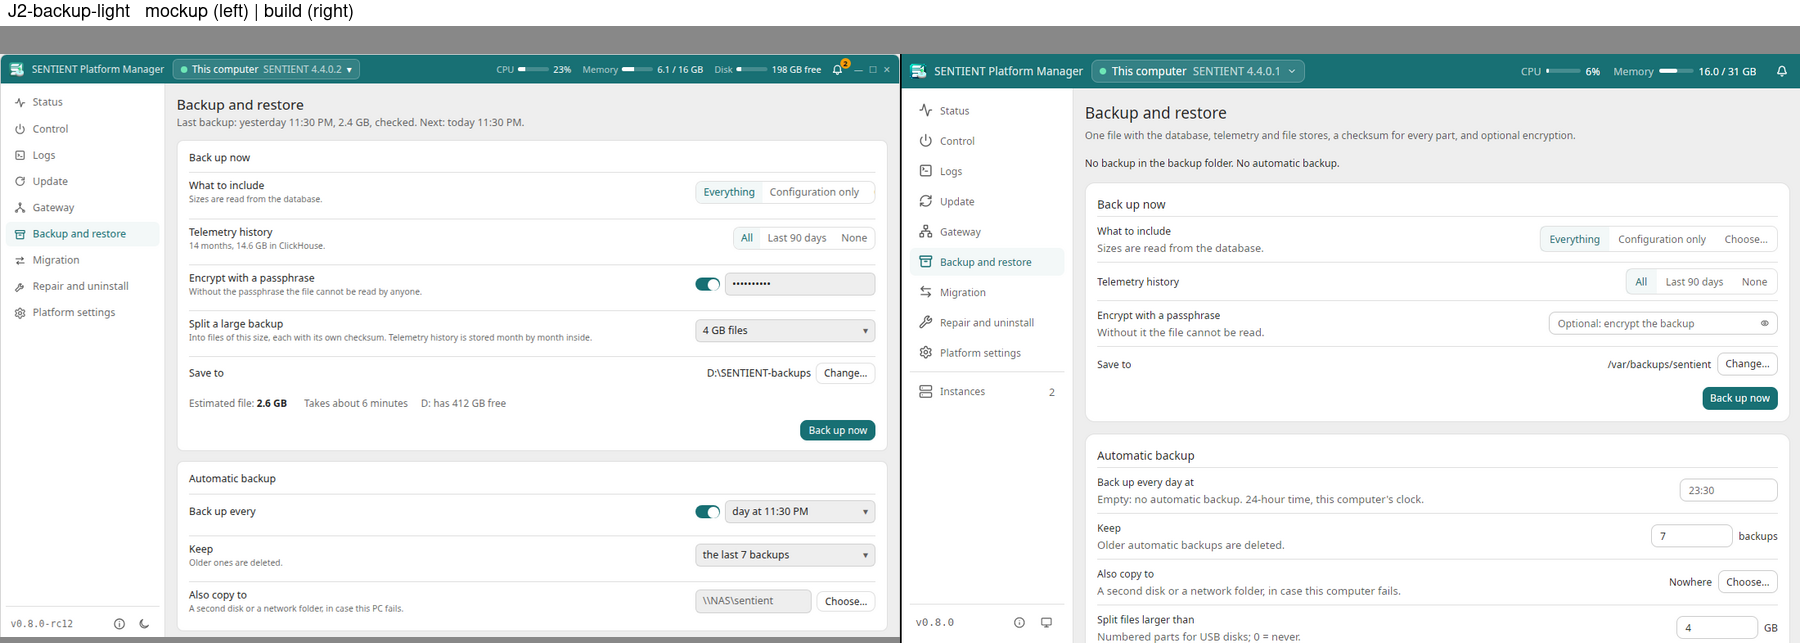 J2-backup-light   mockup (left) | build (right)
SENTIENT Platform Manager
This computer SENTIENT 4.4.0.2
CPU 23% Memory 6.1 / 16 GB Disk 198 GB free 2
Status
Control
Logs
Update
Gateway
Backup and restore
Migration
Repair and uninstall
Platform settings
v0.8.0-rc12
Backup and restore
Last backup: yesterday 11:30 PM, 2.4 GB, checked. Next: today 11:30 PM.
Back up now
What to include
Sizes are read from the database.
Everything Configuration only
Telemetry history
14 months, 14.6 GB in ClickHouse.
All Last 90 days None
Encrypt with a passphrase
Without the passphrase the file cannot be read by anyone.
••••••••••
Split a large backup
Into files of this size, each with its own checksum. Telemetry history is stored month by month inside.
4 GB files
Save to
D:\SENTIENT-backups Change...
Estimated file: 2.6 GB Takes about 6 minutes D: has 412 GB free
Back up now
Automatic backup
Back up every
day at 11:30 PM
Keep
Older ones are deleted.
the last 7 backups
Also copy to
A second disk or a network folder, in case this PC fails.
\\NAS\sentient Choose...
SENTIENT Platform Manager
This computer SENTIENT 4.4.0.1
CPU 6% Memory 16.0 / 31 GB
Status
Control
Logs
Update
Gateway
Backup and restore
Migration
Repair and uninstall
Platform settings
Instances 2
v0.8.0
Backup and restore
One file with the database, telemetry and file stores, a checksum for every part, and optional encryption.
No backup in the backup folder. No automatic backup.
Back up now
What to include
Sizes are read from the database.
Everything Configuration only Choose...
Telemetry history
All Last 90 days None
Encrypt with a passphrase
Without it the file cannot be read.
Optional: encrypt the backup
Save to
/var/backups/sentient Change...
Back up now
Automatic backup
Back up every day at
Empty: no automatic backup. 24-hour time, this computer's clock.
23:30
Keep
Older automatic backups are deleted.
7 backups
Also copy to
A second disk or a network folder, in case this computer fails.
Nowhere Choose...
Split files larger than
Numbered parts for USB disks; 0 = never.
4 GB